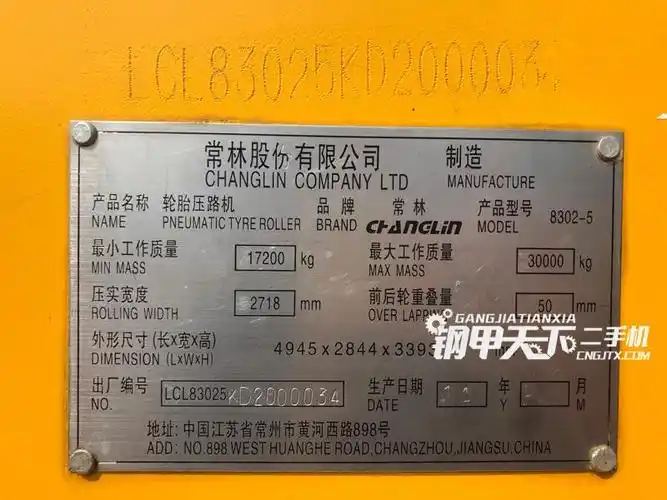 LCL83025KD2000034
常林股份有限公司 制造
CHANGLIN COMPANY LTD MANUFACTURE
产品名称 轮胎压路机 品牌 常林 产品型号 8302-5
NAME PNEUMATIC TYRE ROLLER BRAND CHANGLIN MODEL
最小工作质量 17200 kg 最大工作质量 30000 kg
MIN MASS MAX MASS
压实宽度 2718 mm 前后轮重叠量 50 mm
ROLLING WIDTH OVER LAPPING
GANGJIATIANXIA
钢甲天下 二手机
CNGJTX.COM
外形尺寸 (长x宽x高) 4945x2844x3393
DIMENSION (LxWxH)
出厂编号 LCL83025KD2000034 生产日期 年 月
NO. DATE Y M
地址: 中国江苏省常州市黄河西路898号
ADD: NO.898 WEST HUANGHE ROAD,CHANGZHOU,JIANGSU.CHINA